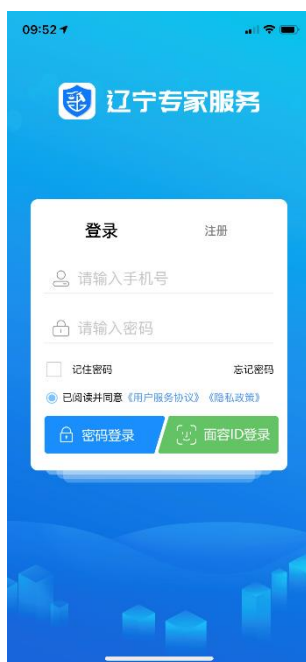 09:52
辽宁专家服务
登录
注册
请输入手机号
请输入密码
记住密码
忘记密码
已阅读并同意《用户服务协议》《隐私政策》
密码登录
面容ID登录